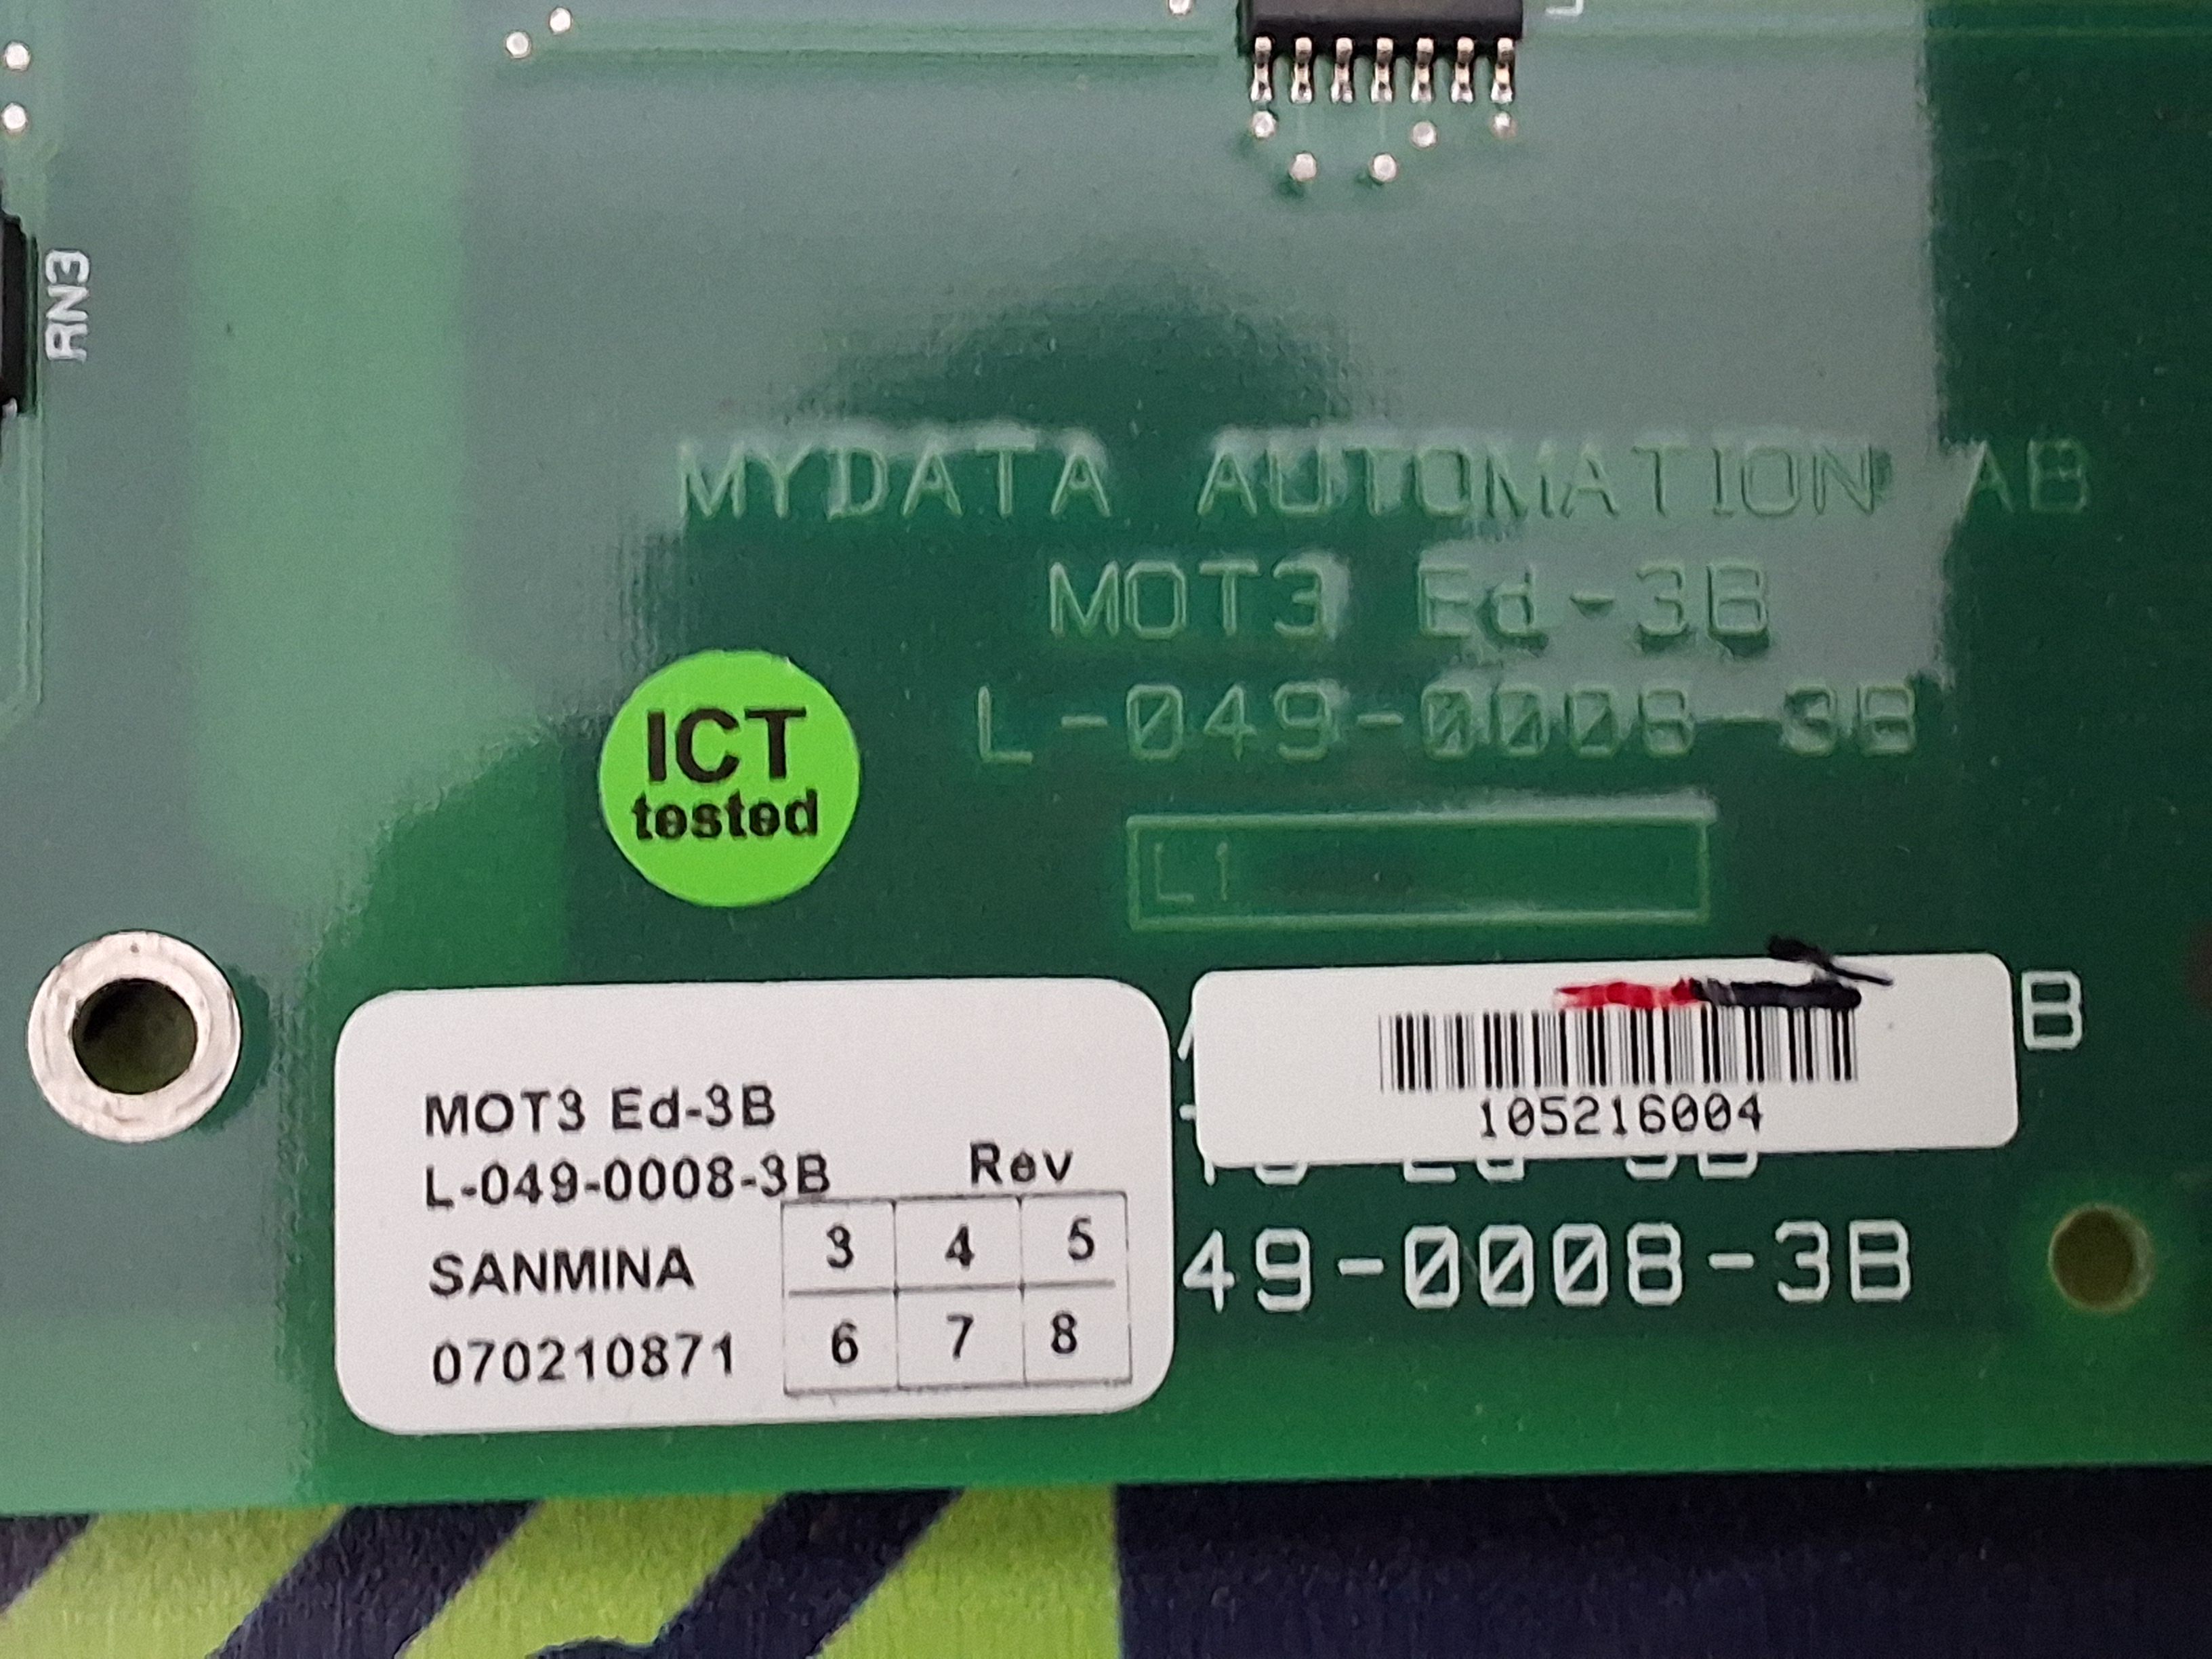 RN3
MYDATA AUTOMATION AB
MOT3 Ed-3B
L-049-0008-3B
ICT
tested
L1
B
105216004
MOT3 Ed-3B
L-049-0008-3B
Rev
3 4 5
SANMINA
6 7 8
070210871
49-0008-3B